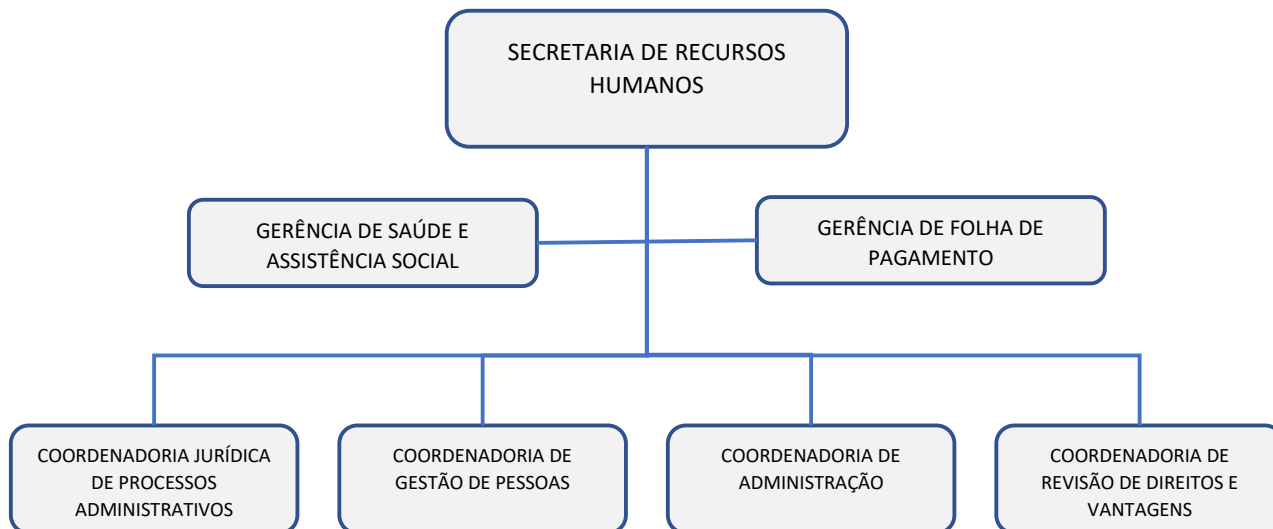 SECRETARIA DE RECURSOS
HUMANOS
GERÊNCIA DE SAÚDE E
ASSISTÊNCIA SOCIAL
GERÊNCIA DE FOLHA DE
PAGAMENTO
COORDENADORIA JURÍDICA
DE PROCESSOS
ADMINISTRATIVOS
COORDENADORIA DE
GESTÃO DE PESSOAS
COORDENADORIA DE
ADMINISTRAÇÃO
COORDENADORIA DE
REVISÃO DE DIREITOS E
VANTAGENS